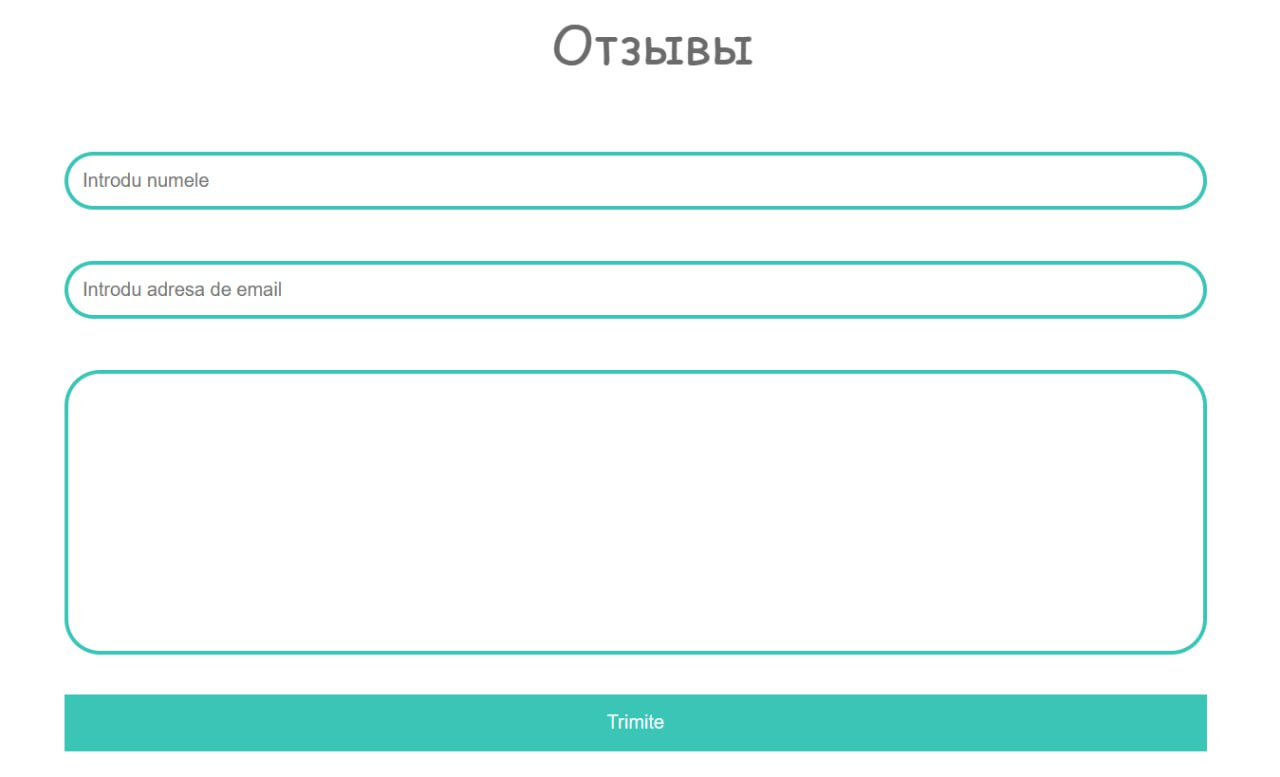 Отзывы
Introdu numele
Introdu adresa de email
Trimite